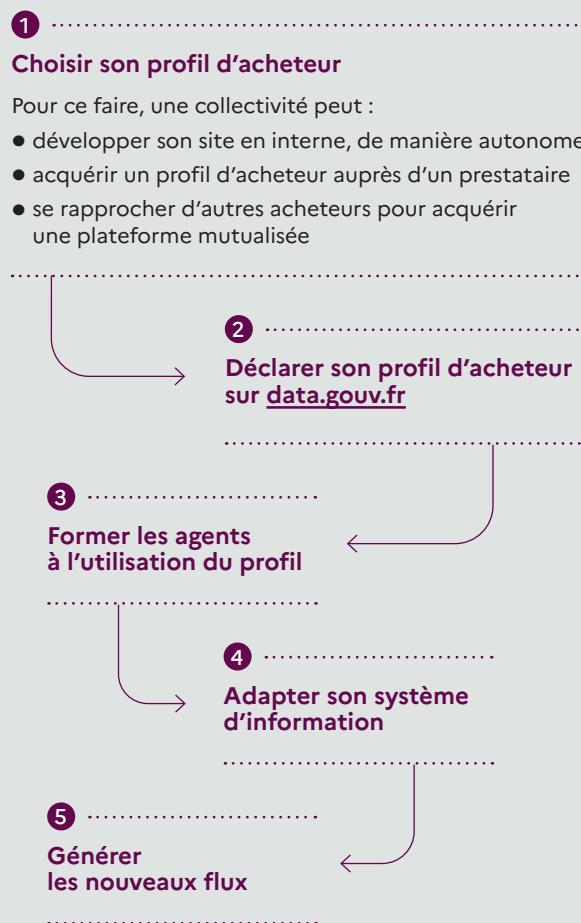 1
Choisir son profil d'acheteur
Pour ce faire, une collectivité peut :
● développer son site en interne, de manière autonome
● acquérir un profil d'acheteur auprès d'un prestataire
● se rapprocher d'autres acheteurs pour acquérir
une plateforme mutualisée
2
Déclarer son profil d'acheteur
sur data.gouv.fr
3
Former les agents
à l'utilisation du profil
4
Adapter son système
d'information
5
Générer
les nouveaux flux